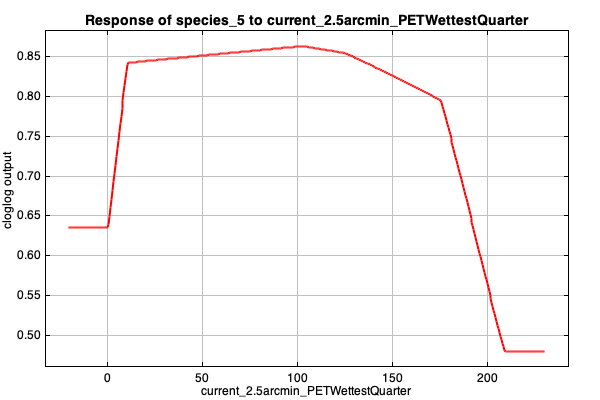 Response of species_5 to current_2.5arcmin_PETWettestQuarter
cloglog output
0.85
0.80
0.75
0.70
0.65
0.60
0.55
0.50
0 50 100 150 200
current_2.5arcmin_PETWettestQuarter